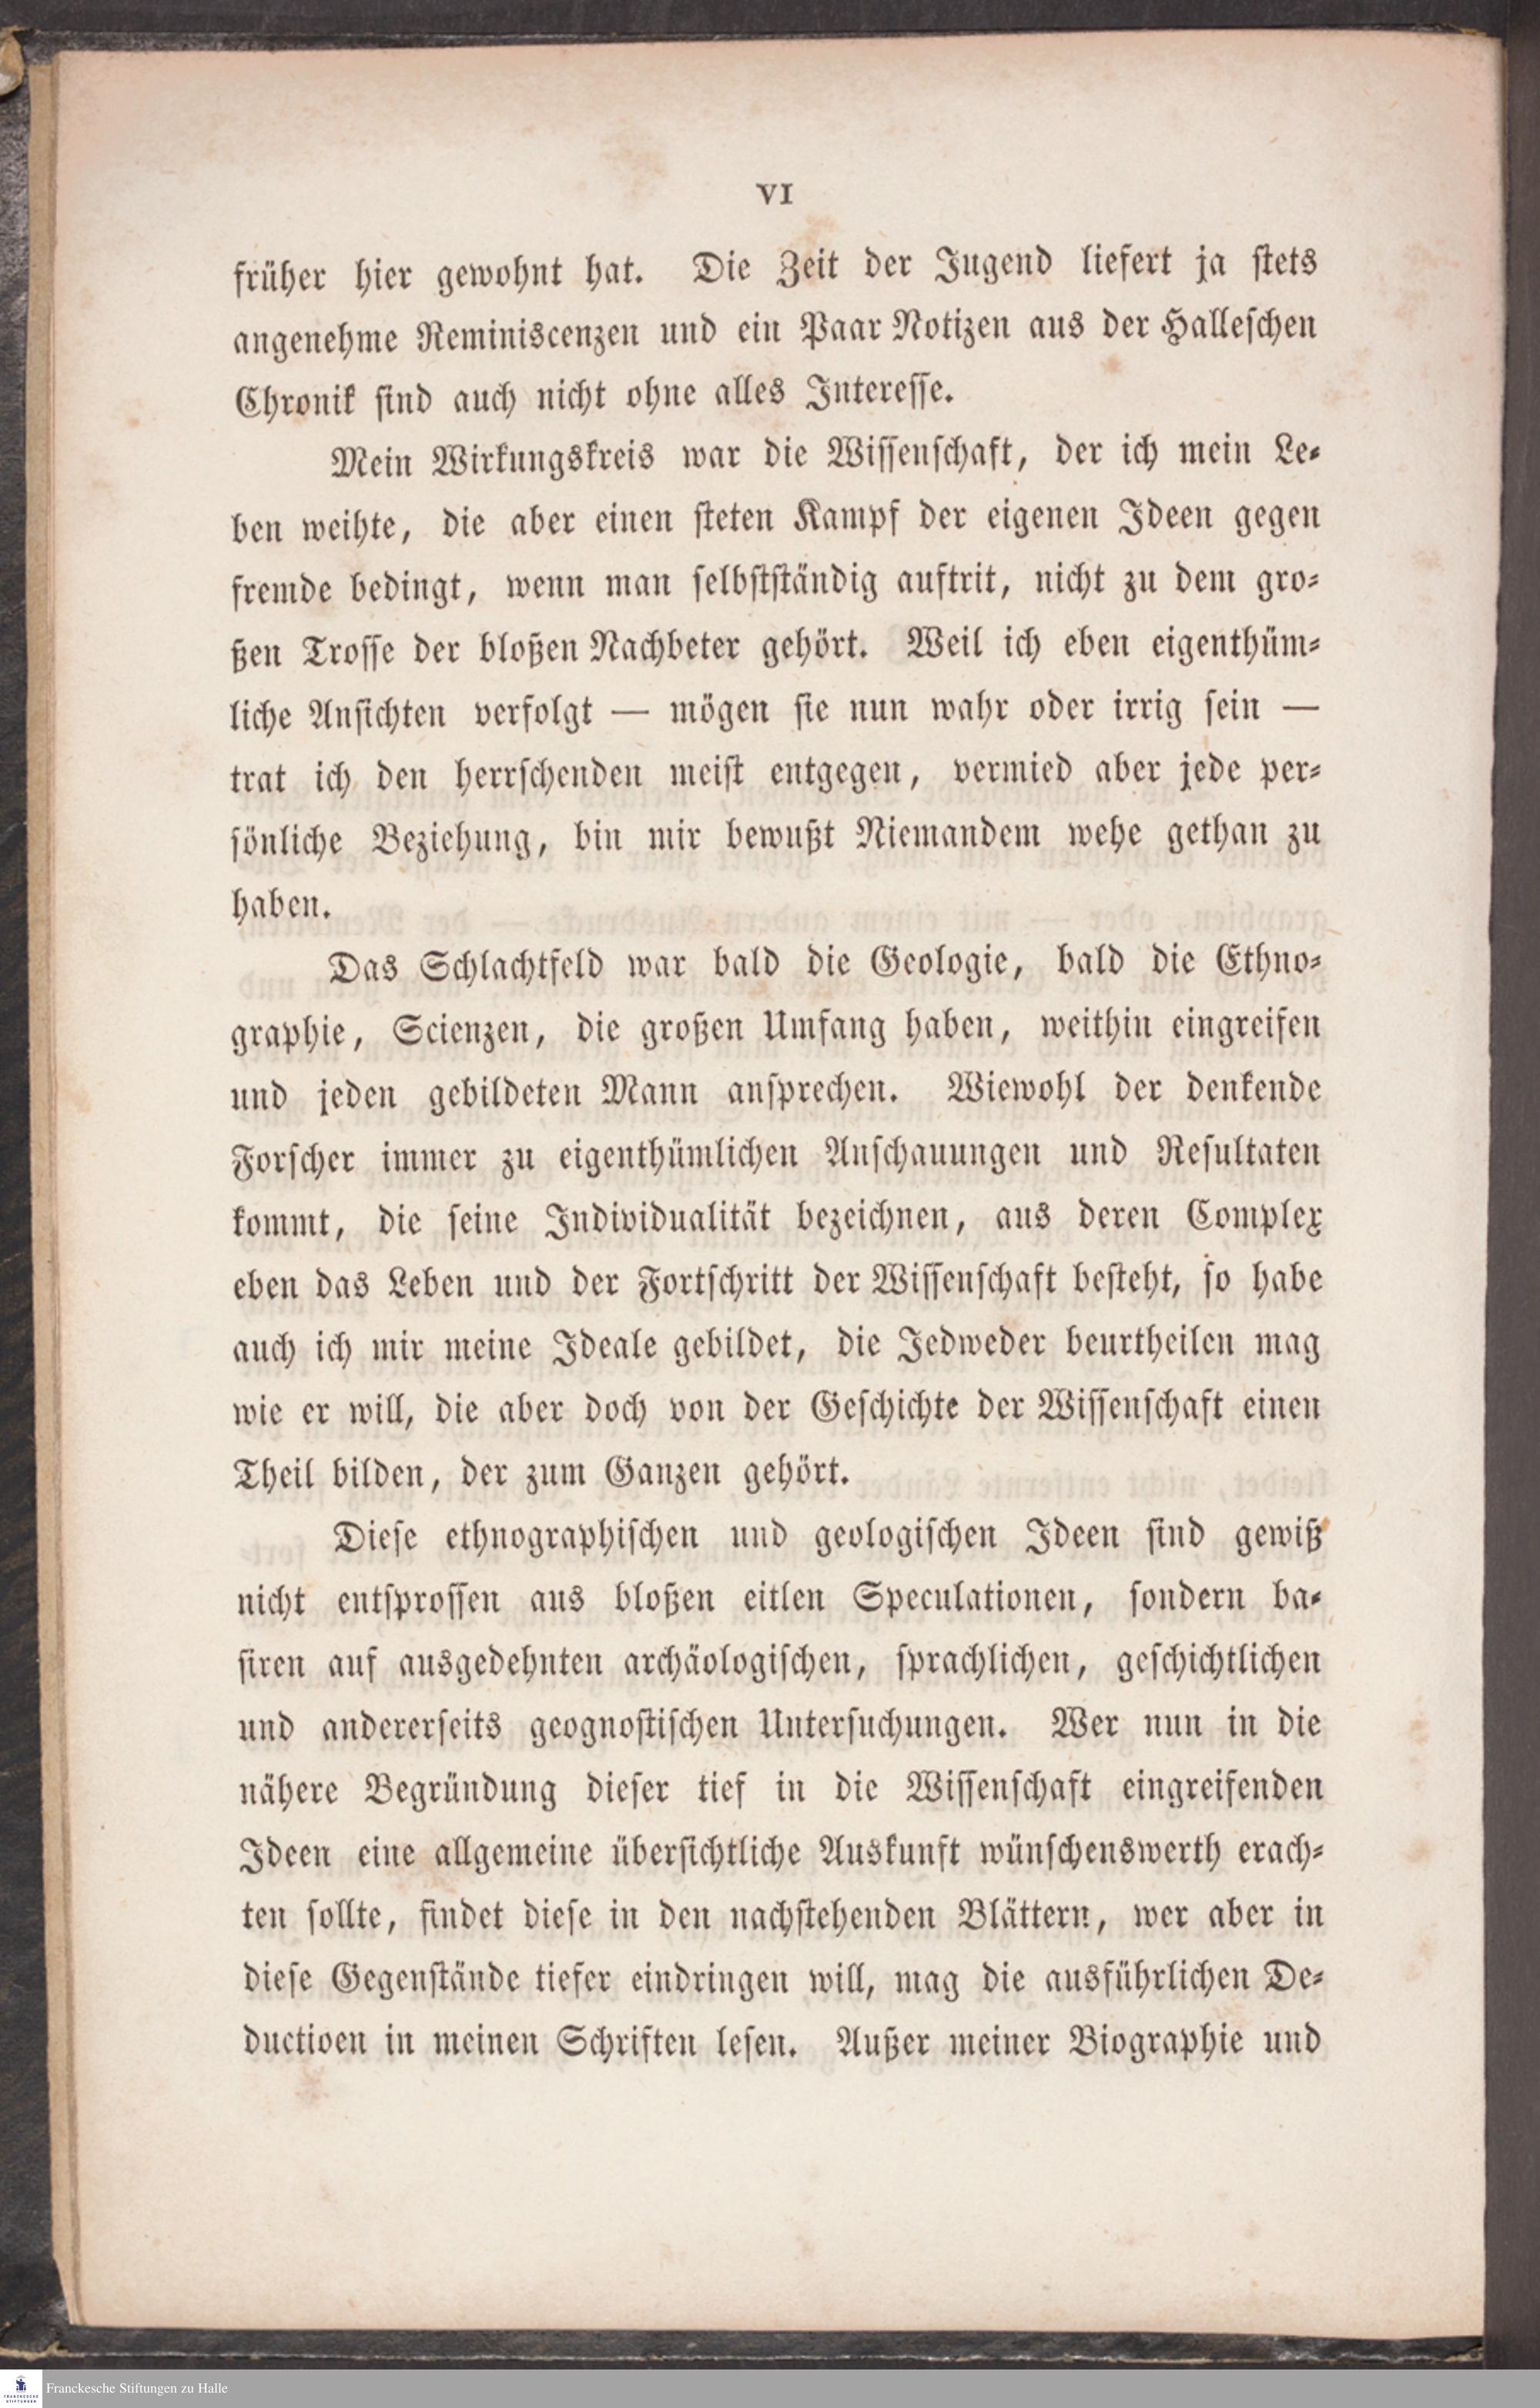 VI
früher hier gewohnt hat. Die Zeit der Jugend liefert ja stets
angenehme Reminiscenzen und ein Paar Notizen aus der Halleschen
Chronik sind auch nicht ohne alles Interesse.
Mein Wirkungskreis war die Wissenschaft, der ich mein Le-
ben weihte, die aber einen steten Kampf der eigenen Ideen gegen
fremde bedingt, wenn man selbstständig auftrit, nicht zu dem gro-
ßen Trosse der bloßen Nachbeter gehört. Weil ich eben eigenthüm-
liche Ansichten verfolgt — mögen sie nun wahr oder irrig sein —
trat ich den herrschenden meist entgegen, vermied aber jede per-
sönliche Beziehung, bin mir bewußt Niemandem wehe gethan zu
haben.
Das Schlachtfeld war bald die Geologie, bald die Ethno-
graphie, Scienzen, die großen Umfang haben, weithin eingreifen
und jeden gebildeten Mann ansprechen. Wiewohl der denkende
Forscher immer zu eigenthümlichen Anschauungen und Resultaten
kommt, die seine Individualität bezeichnen, aus deren Complex
eben das Leben und der Fortschritt der Wissenschaft besteht, so habe
auch ich mir meine Ideale gebildet, die Jedweder beurtheilen mag
wie er will, die aber doch von der Geschichte der Wissenschaft einen
Theil bilden, der zum Ganzen gehört.
Diese ethnographischen und geologischen Ideen sind gewiß
nicht entsprossen aus bloßen eitlen Speculationen, sondern ba-
siren auf ausgedehnten archäologischen, sprachlichen, geschichtlichen
und andererseits geognostischen Untersuchungen. Wer nun in die
nähere Begründung dieser tief in die Wissenschaft eingreifenden
Ideen eine allgemeine übersichtliche Auskunft wünschenswerth erach-
ten sollte, findet diese in den nachstehenden Blättern, wer aber in
diese Gegenstände tiefer eindringen will, mag die ausführlichen De-
ductioen in meinen Schriften lesen. Außer meiner Biographie und
FRANCKESCHE
STIFTUNGEN
Franckesche Stiftungen zu Halle